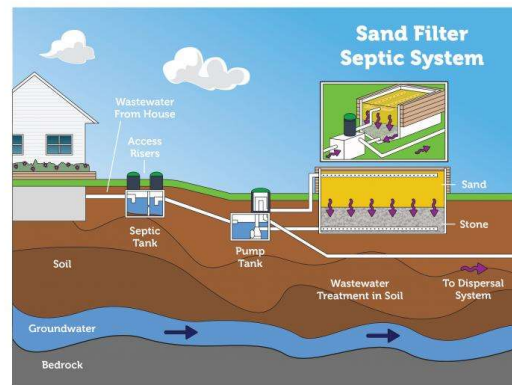 Sand Filter
Septic System
Wastewater
From House
Access
Risers
Septic
Tank
Pump
Tank
Sand
Stone
Soil
Wastewater
Treatment in Soil
To Dispersal
System
Groundwater
Bedrock